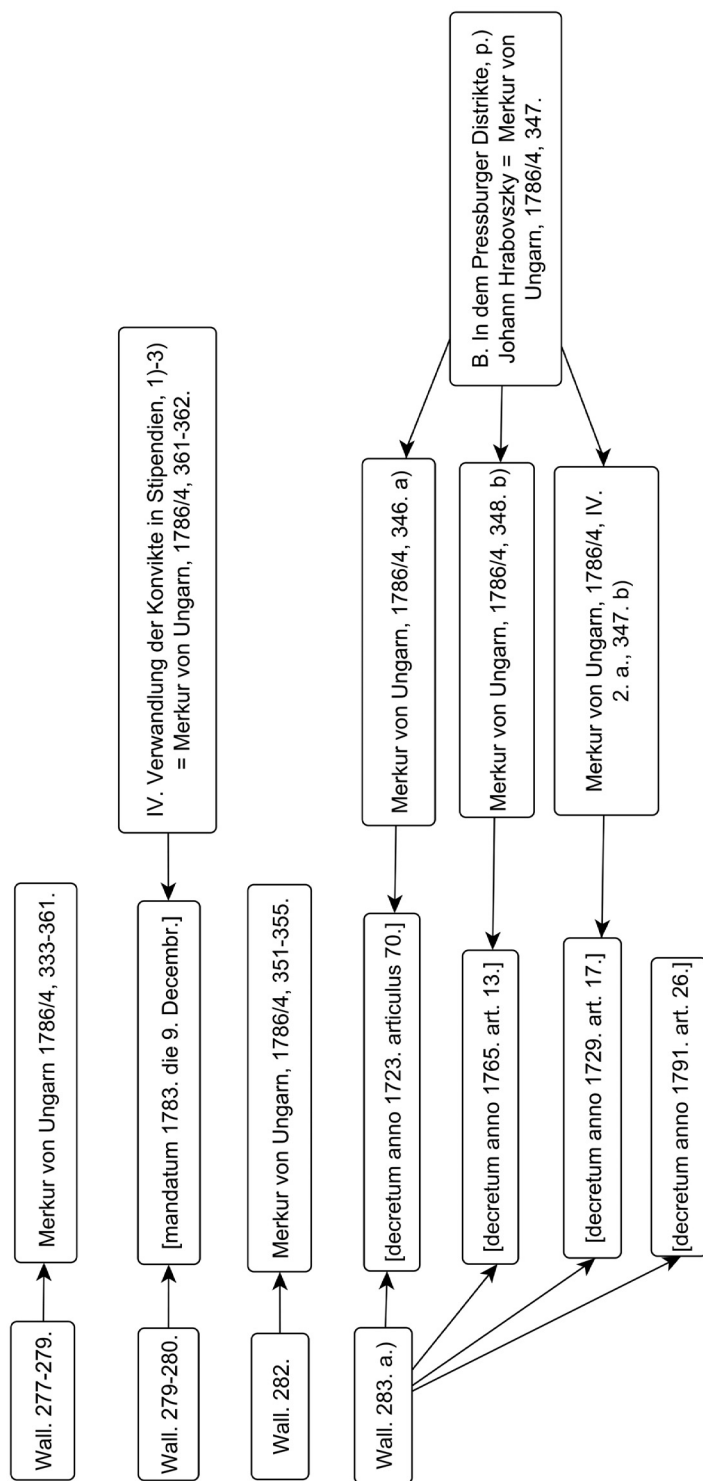 Wall. 277-279.
Merkur von Ungarn 1786/4, 333-361.
Wall. 279-280.
[mandatum 1783. die 9. Decembr.]
IV. Verwandlung der Konvikte in Stipendien, 1)-3)
= Merkur von Ungarn, 1786/4, 361-362.
Wall. 282.
Merkur von Ungarn, 1786/4, 351-355.
Wall. 283. a.)
[decretum anno 1723. articulus 70.]
Merkur von Ungarn, 1786/4, 346. a)
[decretum anno 1765. art. 13.]
Merkur von Ungarn, 1786/4, 348. b)
B. In dem Pressburger Distrikte, p.)
Johann Hrabovszky = Merkur von
Ungarn, 1786/4, 347.
[decretum anno 1729. art. 17.]
Merkur von Ungarn, 1786/4, IV.
2. a., 347. b)
[decretum anno 1791. art. 26.]